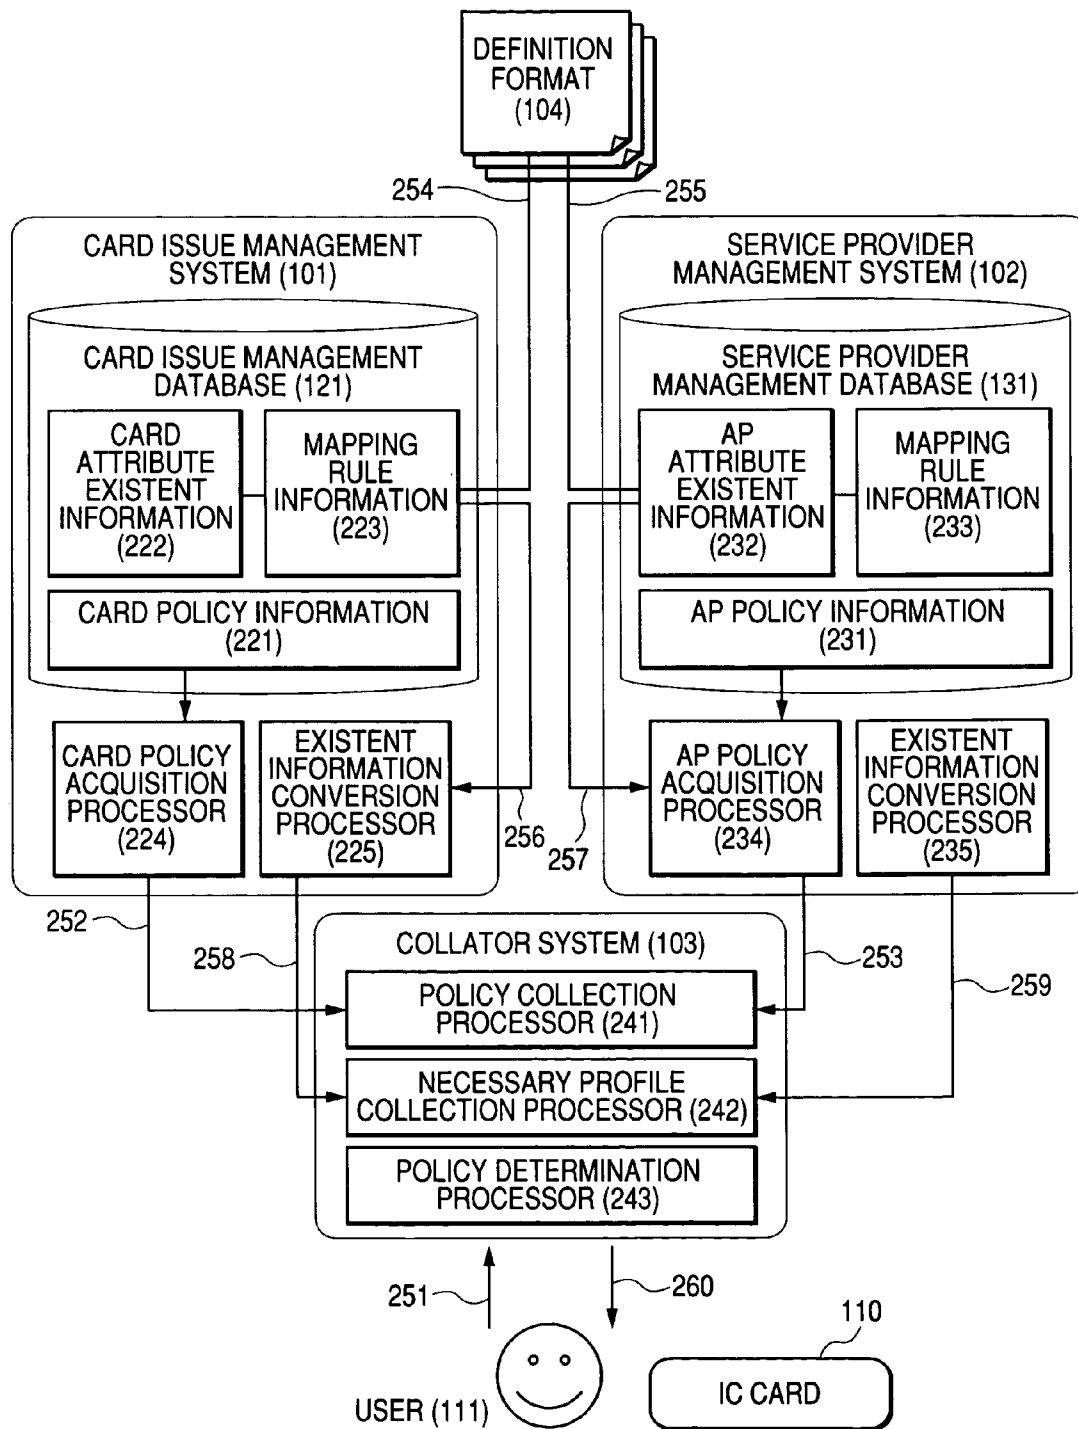 DEFINITION
FORMAT
(104)
254
255
CARD ISSUE MANAGEMENT
SYSTEM (101)
SERVICE PROVIDER
MANAGEMENT SYSTEM (102)
CARD ISSUE MANAGEMENT
DATABASE (121)
SERVICE PROVIDER
MANAGEMENT DATABASE (131)
CARD
ATTRIBUTE
EXISTENT
INFORMATION
(222)
MAPPING
RULE
INFORMATION
(223)
AP
ATTRIBUTE
EXISTENT
INFORMATION
(232)
MAPPING
RULE
INFORMATION
(233)
CARD POLICY INFORMATION
(221)
AP POLICY INFORMATION
(231)
CARD POLICY
ACQUISITION
PROCESSOR
(224)
EXISTENT
INFORMATION
CONVERSION
PROCESSOR
(225)
256
257
AP POLICY
ACQUISITION
PROCESSOR
(234)
EXISTENT
INFORMATION
CONVERSION
PROCESSOR
(235)
252
258
253
259
COLLATOR SYSTEM (103)
POLICY COLLECTION
PROCESSOR (241)
NECESSARY PROFILE
COLLECTION PROCESSOR (242)
POLICY DETERMINATION
PROCESSOR (243)
251
260
110
USER (111)
IC CARD